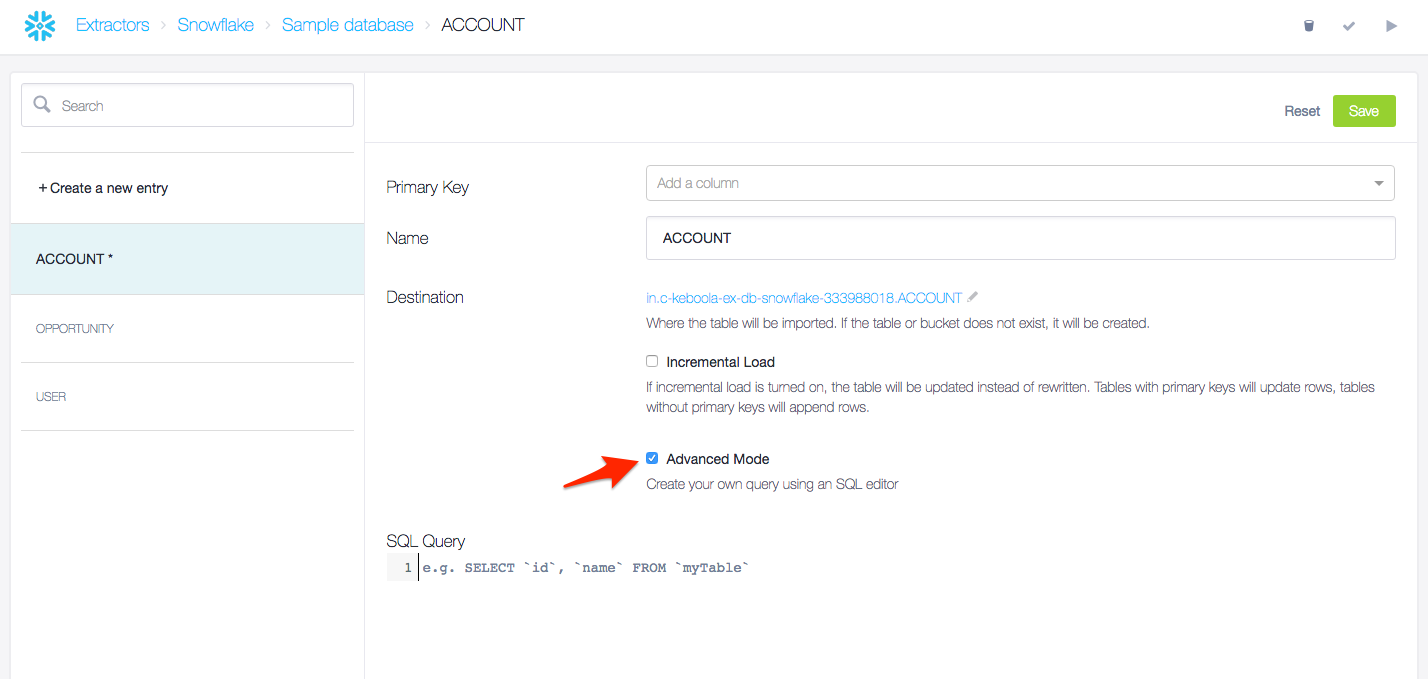 Extractors › Snowflake › Sample database › ACCOUNT
Search
+ Create a new entry
ACCOUNT *
OPPORTUNITY
USER
Reset
Save
Primary Key
Add a column
Name
ACCOUNT
Destination
in.c-keboola-ex-db-snowflake-333988018.ACCOUNT
Where the table will be imported. If the table or bucket does not exist, it will be created.
Incremental Load
If incremental load is turned on, the table will be updated instead of rewritten. Tables with primary keys will update rows, tables
without primary keys will append rows.
Advanced Mode
Create your own query using an SQL editor
SQL Query
1 e.g. SELECT `id`, `name` FROM `myTable`